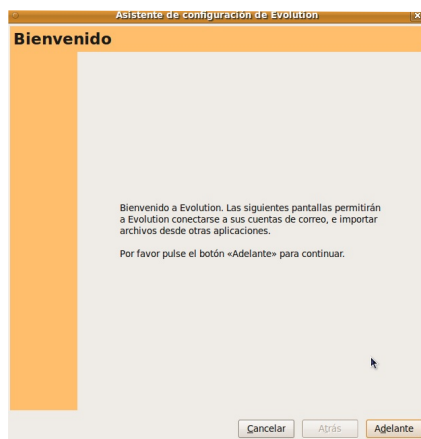 Asistente de configuración de Evolution
Bienvenido
Bienvenido a Evolution. Las siguientes pantallas permitirán
a Evolution conectarse a sus cuentas de correo, e importar
archivos desde otras aplicaciones.
Por favor pulse el botón «Adelante» para continuar.
Cancelar Atrás Adelante